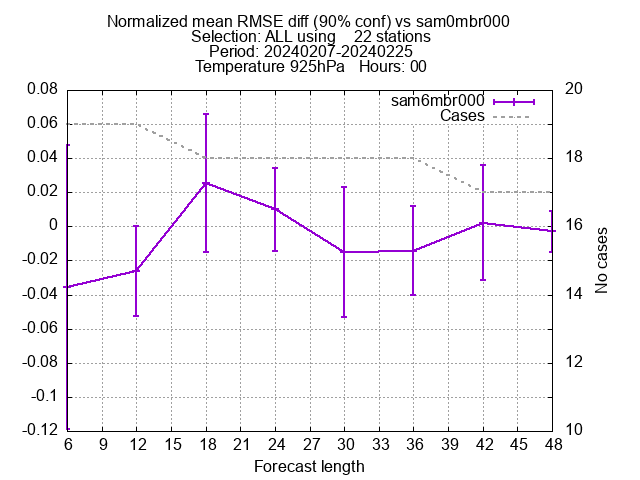 Normalized mean RMSE diff (90% conf) vs sam0mbr000
Selection: ALL using    22 stations
Period: 20240207-20240225
Temperature 925hPa   Hours: 00
sam6mbr000
Cases
0.08
0.06
0.04
0.02
0
-0.02
-0.04
-0.06
-0.08
-0.1
-0.12
20
18
16
14
12
10
No cases
6 9 12 15 18 21 24 27 30 33 36 39 42 45 48
Forecast length